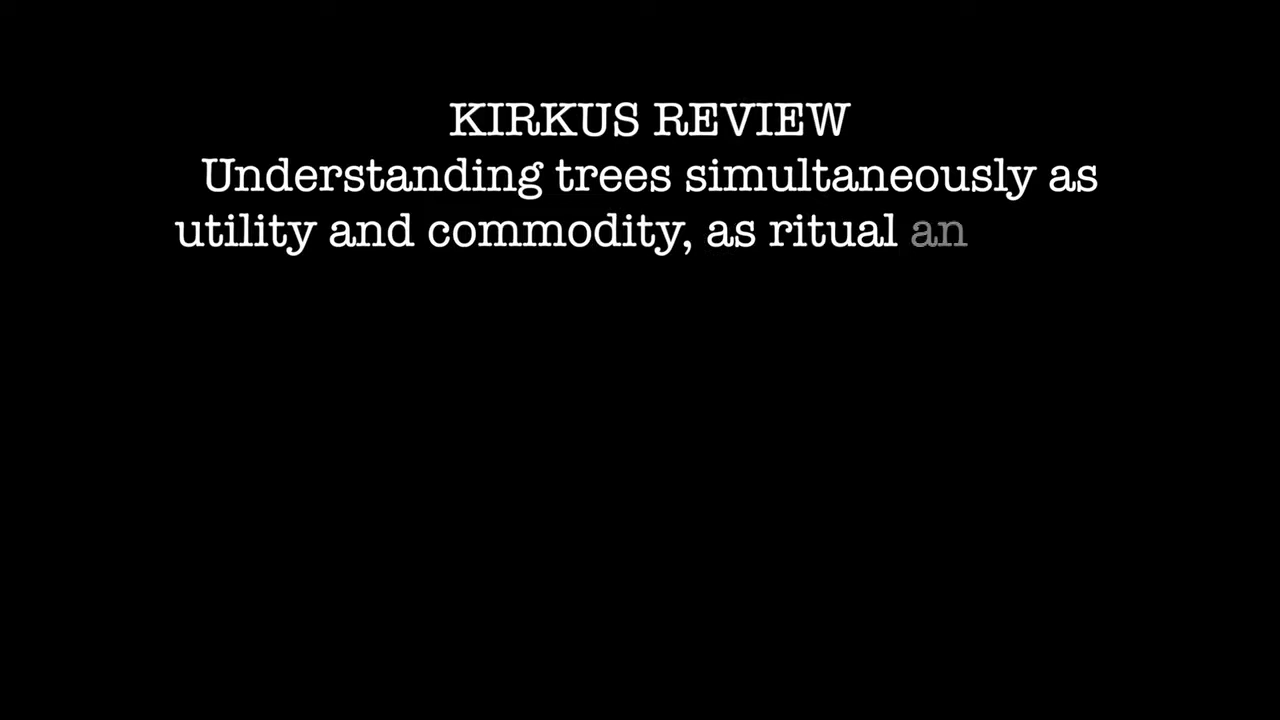 KIRKUS REVIEW
Understanding trees simultaneously as
utility and commodity, as ritual an